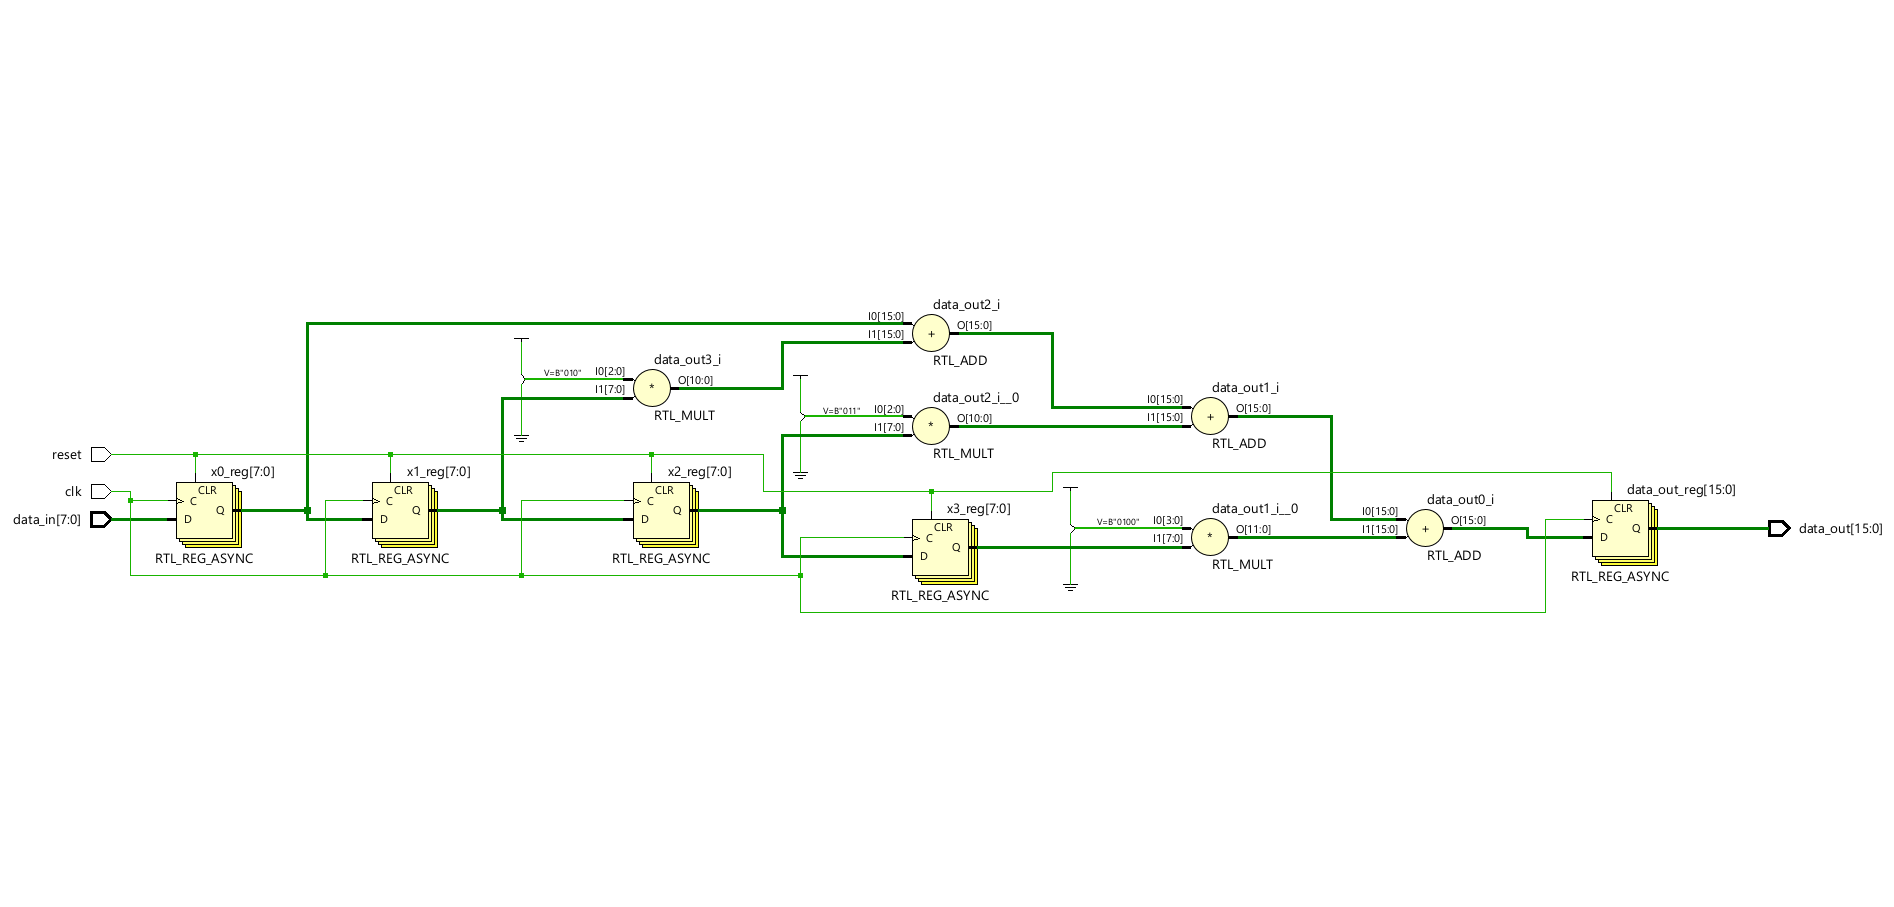 data_out2_i
I0[15:0]
O[15:0]
I1[15:0]
+
RTL_ADD
data_out3_i
V=B"010"
I0[2:0]
O[10:0]
I1[7:0]
*
RTL_MULT
data_out2_i__0
V=B"011"
I0[2:0]
O[10:0]
I1[7:0]
*
RTL_MULT
data_out1_i
I0[15:0]
O[15:0]
I1[15:0]
+
RTL_ADD
reset
clk
data_in[7:0]
x0_reg[7:0]
CLR
C
Q
D
RTL_REG_ASYNC
x1_reg[7:0]
CLR
C
Q
D
RTL_REG_ASYNC
x2_reg[7:0]
CLR
C
Q
D
RTL_REG_ASYNC
x3_reg[7:0]
CLR
C
Q
D
RTL_REG_ASYNC
data_out1_i__0
V=B"0100"
I0[3:0]
O[11:0]
I1[7:0]
*
RTL_MULT
data_out0_i
I0[15:0]
O[15:0]
I1[15:0]
+
RTL_ADD
data_out_reg[15:0]
CLR
C
Q
D
RTL_REG_ASYNC
data_out[15:0]